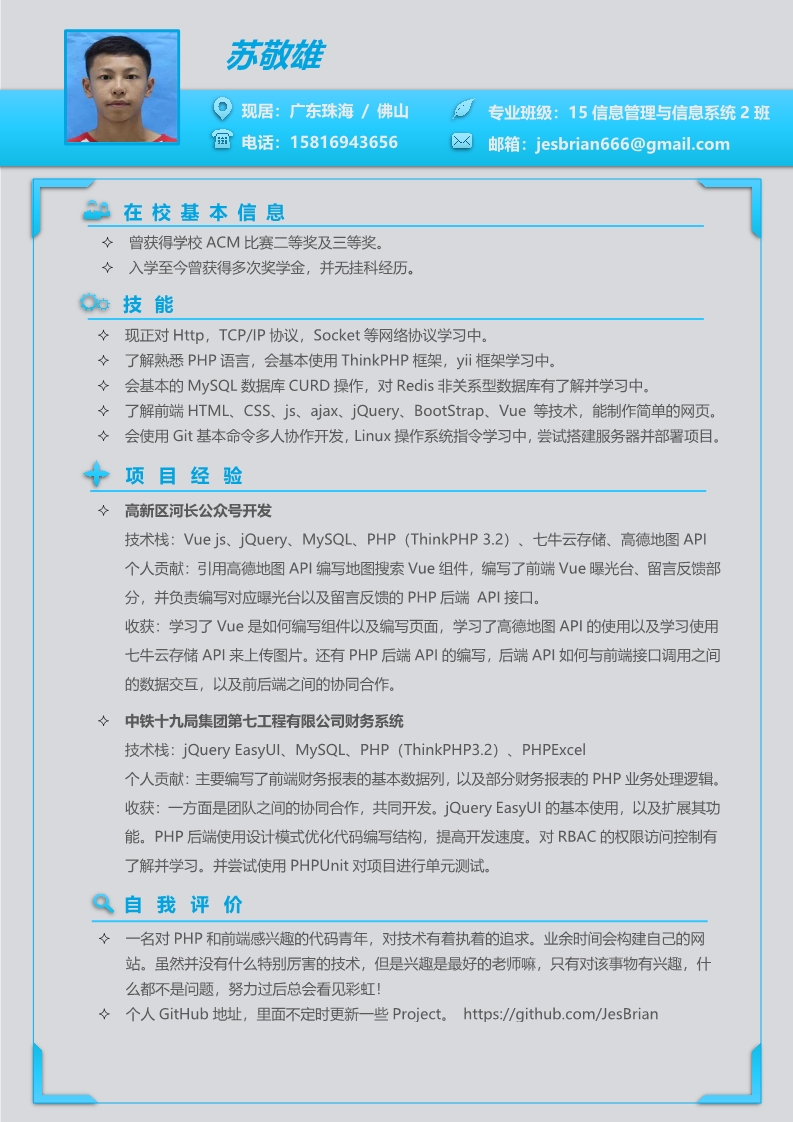 苏敬雄
现居：广东珠海 / 佛山
专业班级：15 信息管理与信息系统 2 班
电话：15816943656
邮箱：jesbrian666@gmail.com
在校基本信息
✧ 曾获得学校 ACM 比赛二等奖及三等奖。
✧ 入学至今曾获得多次奖学金，并无挂科经历。
技能
✧ 现正对 Http，TCP/IP 协议，Socket 等网络协议学习中。
✧ 了解熟悉 PHP 语言，会基本使用 ThinkPHP 框架，yii 框架学习中。
✧ 会基本的 MySQL 数据库 CURD 操作，对 Redis 非关系型数据库有了解并学习中。
✧ 了解前端 HTML、CSS、js、ajax、jQuery、BootStrap、Vue 等技术，能制作简单的网页。
✧ 会使用 Git 基本命令多人协作开发，Linux 操作系统指令学习中，尝试搭建服务器并部署项目。
项目经验
✧ 高新区河长公众号开发
技术栈：Vue js、jQuery、MySQL、PHP（ThinkPHP 3.2）、七牛云存储、高德地图 API
个人贡献：引用高德地图 API 编写地图搜索 Vue 组件，编写了前端 Vue 曝光台、留言反馈部
分，并负责编写对应曝光台以及留言反馈的 PHP 后端 API 接口。
收获：学习了 Vue 是如何编写组件以及编写页面，学习了高德地图 API 的使用以及学习使用
七牛云存储 API 来上传图片。还有 PHP 后端 API 的编写，后端 API 如何与前端接口调用之间
的数据交互，以及前后端之间的协同合作。
✧ 中铁十九局集团第七工程有限公司财务系统
技术栈：jQuery EasyUI、MySQL、PHP（ThinkPHP3.2）、PHPExcel
个人贡献：主要编写了前端财务报表的基本数据列，以及部分财务报表的 PHP 业务处理逻辑。
收获：一方面是团队之间的协同合作，共同开发。jQuery EasyUI 的基本使用，以及扩展其功
能。PHP 后端使用设计模式优化代码编写结构，提高开发速度。对 RBAC 的权限访问控制有
了解并学习。并尝试使用 PHPUnit 对项目进行单元测试。
自我评价
✧ 一名对 PHP 和前端感兴趣的代码青年，对技术有着执着的追求。业余时间会构建自己的网
站。虽然并没有什么特别厉害的技术，但是兴趣是最好的老师嘛，只有对该事物有兴趣，什
么都不是问题，努力过后总会看见彩虹！
✧ 个人 GitHub 地址，里面不定时更新一些 Project。 https://github.com/JesBrian